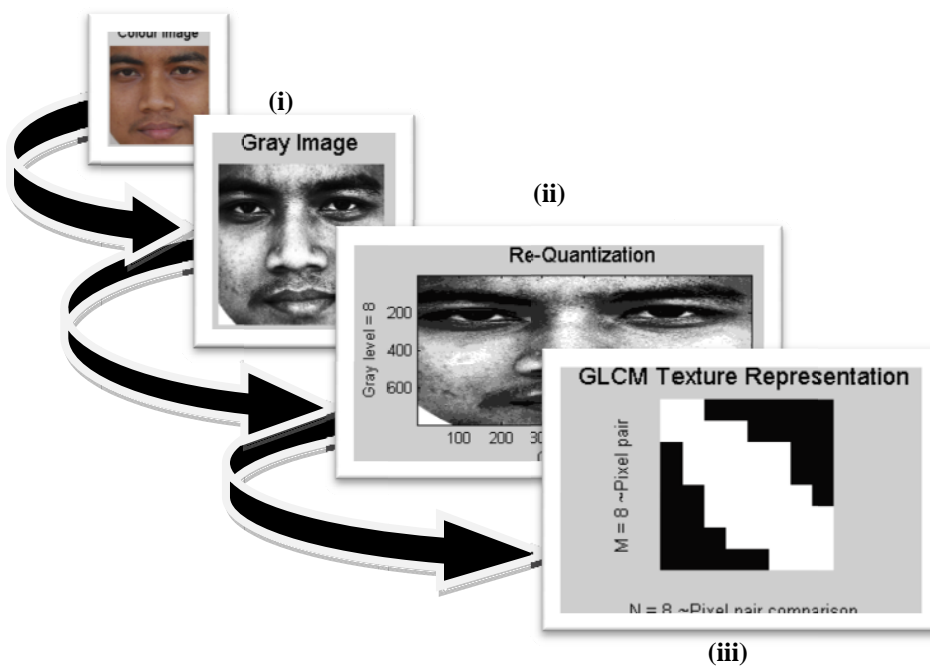 Colour Image
(i)
Gray Image
(ii)
Re-Quantization
Gray level = 8
200
400
600
100 200
GLCM Texture Representation
M = 8 ~Pixel pair
N = 8 ~Pixel pair comparison
(iii)